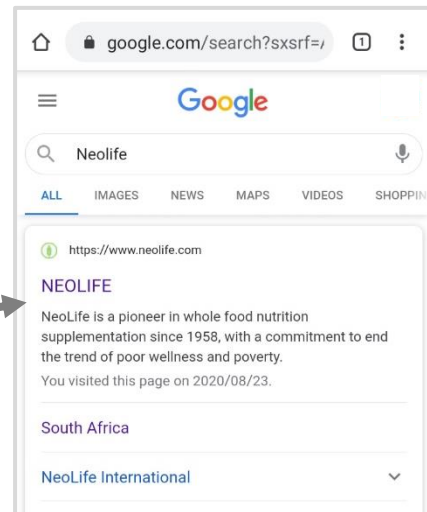 google.com/search?sxsrf=
1
Google
Neolife
ALL IMAGES NEWS MAPS VIDEOS SHOPPIN
https://www.neolife.com
NEOLIFE
NeoLife is a pioneer in whole food nutrition
supplementation since 1958, with a commitment to end
the trend of poor wellness and poverty.
You visited this page on 2020/08/23.
South Africa
NeoLife International